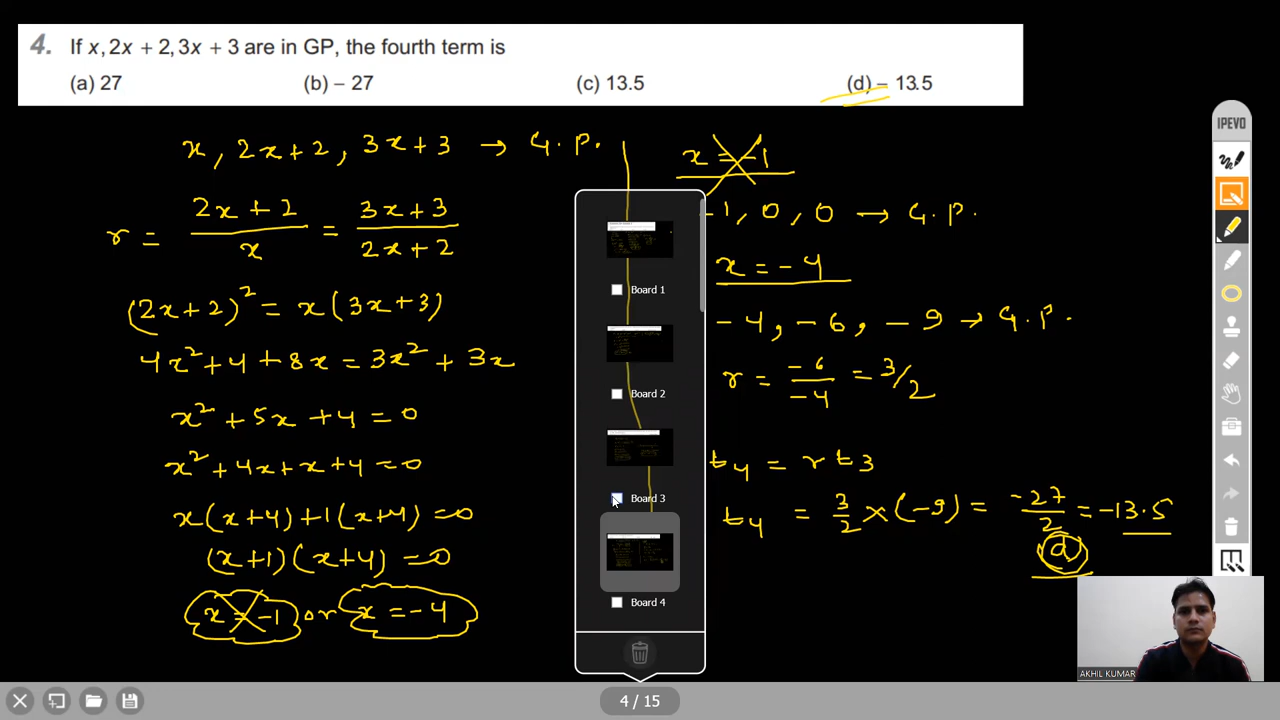 4. If x, 2x + 2, 3x + 3 are in GP, the fourth term is
(a) 27 (b) – 27 (c) 13.5 (d) – 13.5
x, 2x+2, 3x+3 → G.P.
r = (2x+2)/x = (3x+3)/(2x+2)
(2x+2)² = x(3x+3)
4x²+4+8x = 3x²+3x
x²+5x+4=0
x²+4x+x+4=0
x(x+4)+1(x+4)=0
(x+1)(x+4)=0
x=-1 or x=-4
x=-1
-1, 0, 0 → G.P.
x=-4
-4, -6, -9 → G.P.
r = -6/-4 = 3/2
t₄ = r t₃
t₄ = 3/2 × (-9) = -27/2 = -13.5
(d)
Board 1
Board 2
Board 3
Board 4
IPEVO
AKHIL KUMAR
4 / 15